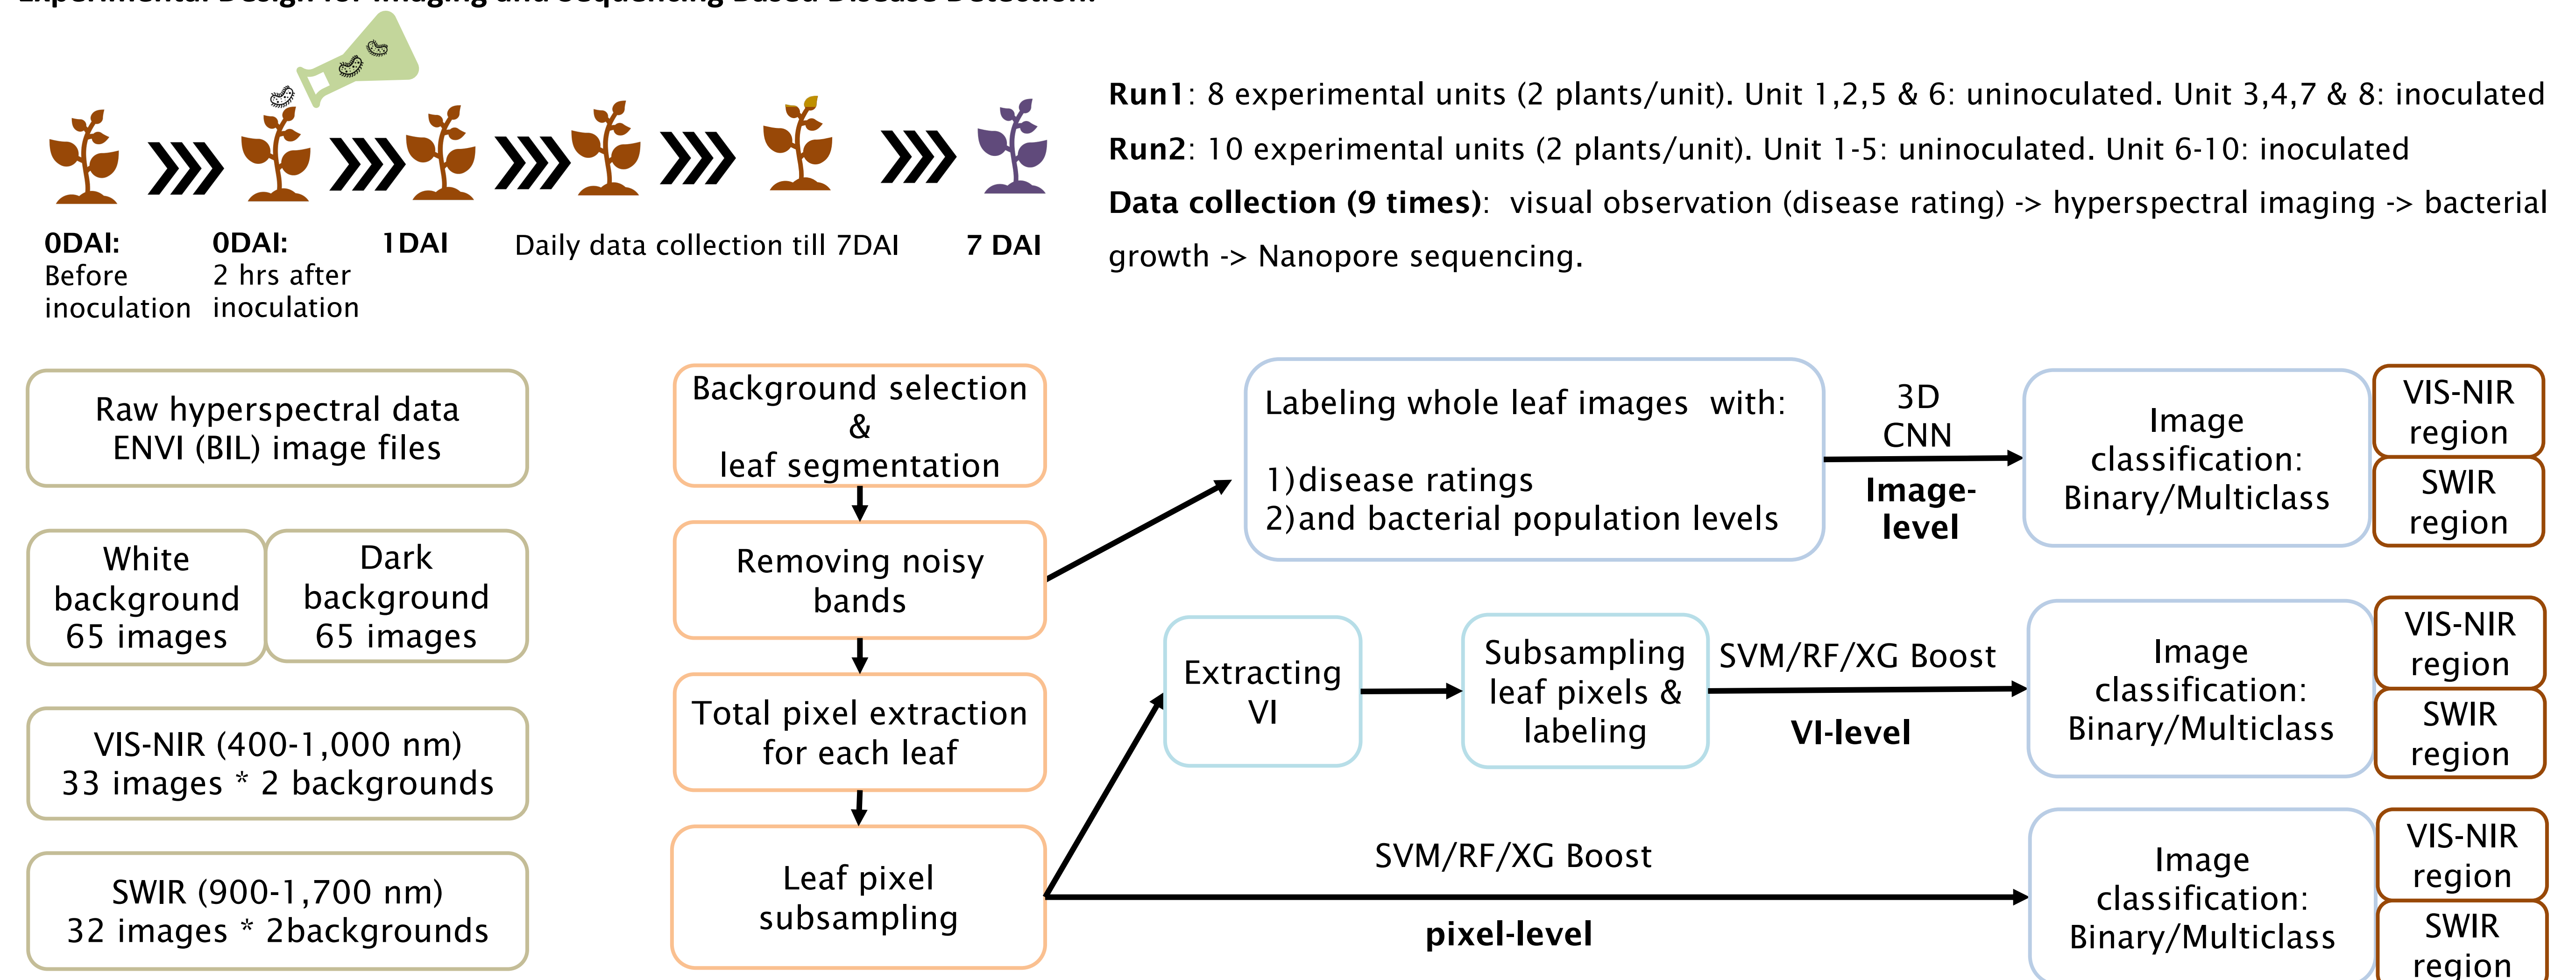 Experimental Design for Imaging and Sequencing Based Disease Detection.
Run1: 8 experimental units (2 plants/unit). Unit 1,2,5 & 6: uninoculated. Unit 3,4,7 & 8: inoculated
Run2: 10 experimental units (2 plants/unit). Unit 1-5: uninoculated. Unit 6-10: inoculated
Data collection (9 times): visual observation (disease rating) -> hyperspectral imaging -> bacterial
growth -> Nanopore sequencing.
0DAI:
Before
inoculation
0DAI:
2 hrs after
inoculation
1DAI
Daily data collection till 7DAI
7 DAI
Raw hyperspectral data
ENVI (BIL) image files
White
background
65 images
Dark
background
65 images
VIS-NIR (400-1,000 nm)
33 images * 2 backgrounds
SWIR (900-1,700 nm)
32 images * 2backgrounds
Background selection
&
leaf segmentation
Removing noisy
bands
Total pixel extraction
for each leaf
Leaf pixel
subsampling
Labeling whole leaf images with:
1)disease ratings
2)and bacterial population levels
3D
CNN
Image-
level
Image
classification:
Binary/Multiclass
VIS-NIR
region
SWIR
region
Extracting
VI
Subsampling
leaf pixels &
labeling
SVM/RF/XG Boost
VI-level
Image
classification:
Binary/Multiclass
VIS-NIR
region
SWIR
region
SVM/RF/XG Boost
pixel-level
Image
classification:
Binary/Multiclass
VIS-NIR
region
SWIR
region